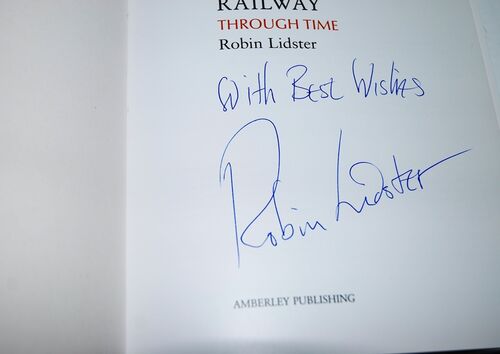 RAILWAY
THROUGH TIME
Robin Lidster
With Best Wishes
Robin Lidster
AMBERLEY PUBLISHING